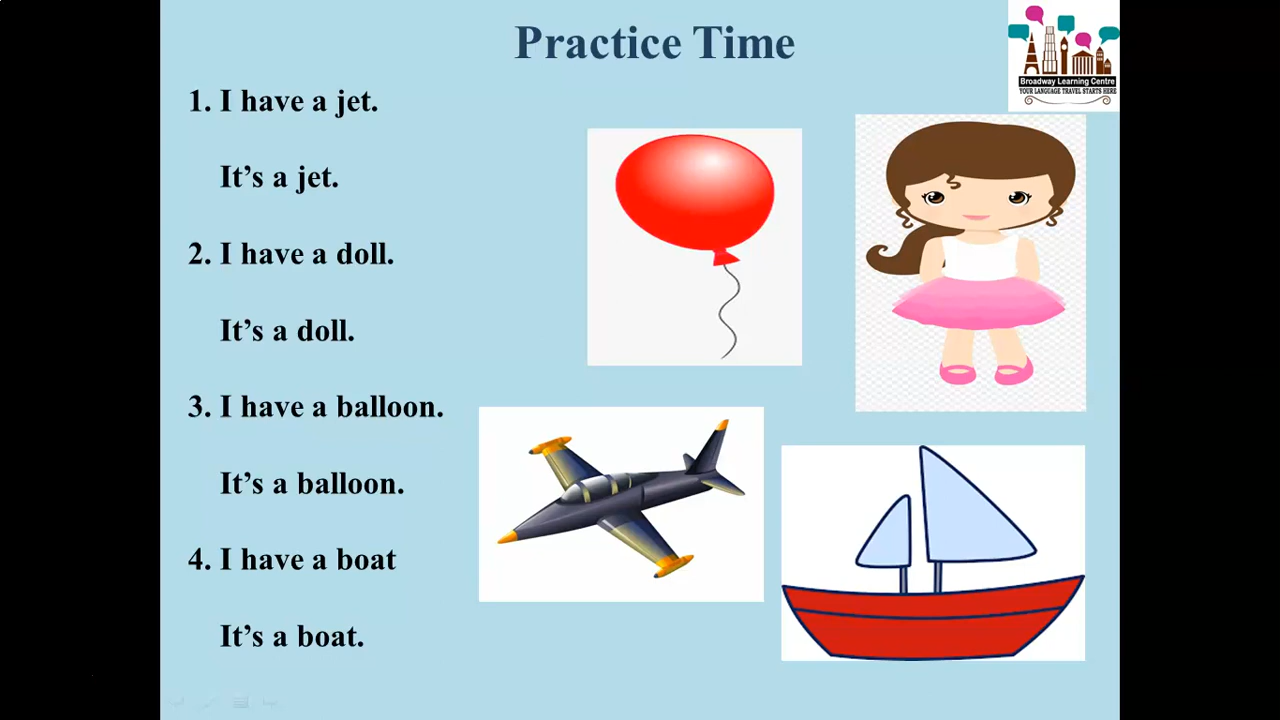 Practice Time
Broadway Learning Centre
YOUR LANGUAGE TRAVEL STARTS HERE
1. I have a jet.
It’s a jet.
2. I have a doll.
It’s a doll.
3. I have a balloon.
It’s a balloon.
4. I have a boat
It’s a boat.